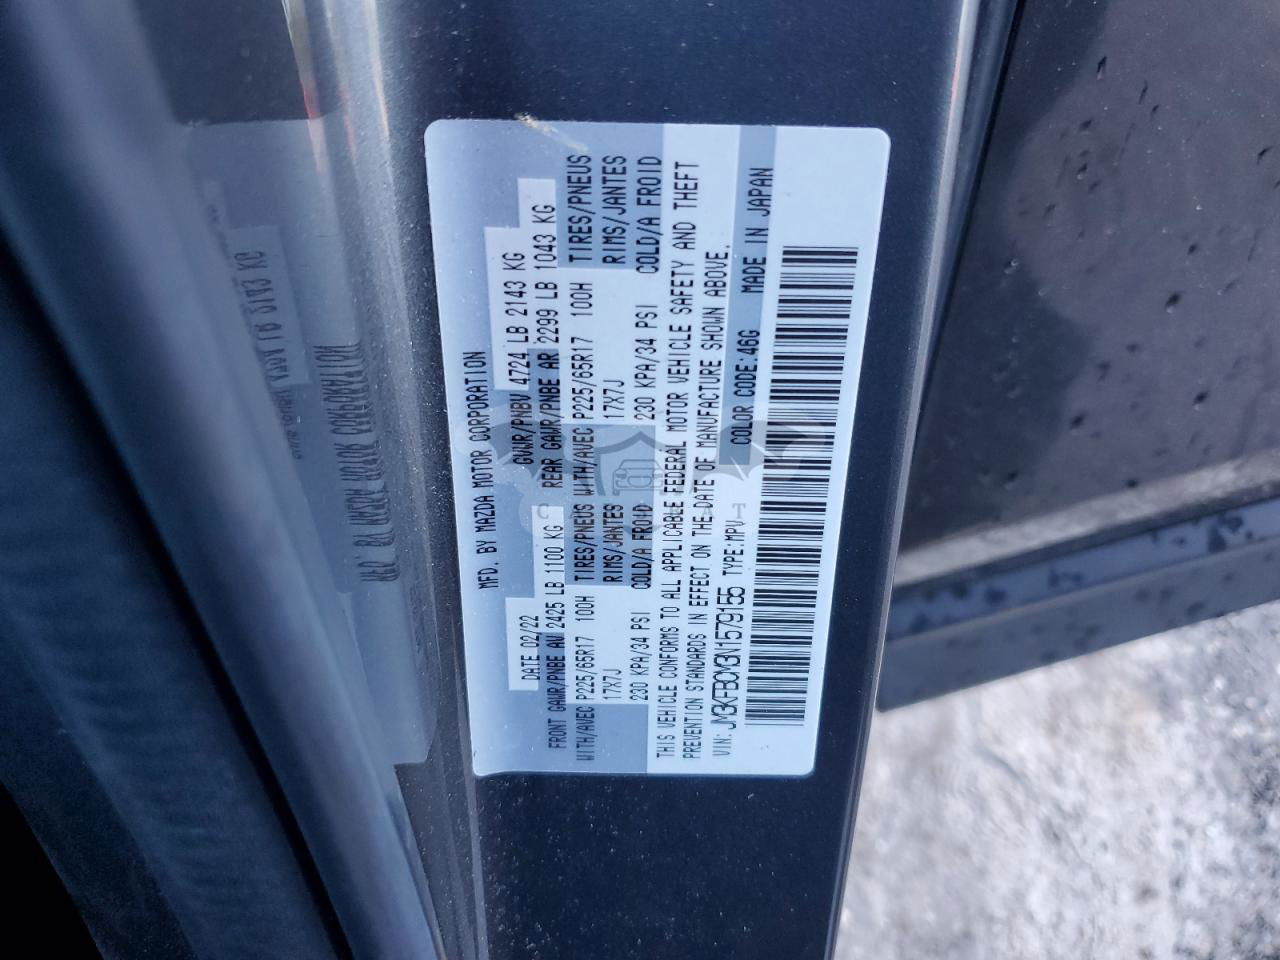 MFD. BY MAZDA MOTOR CORPORATION
DATE 02/22 GVWR/PNBV 4724 LB 2143 KG
FRONT GAWR/PNBE AV 2425 LB 1100 KG REAR GAWR/PNBE AR 2299 LB 1043 KG
WITH/AVEC P225/65R17 100H TIRES/PNEUS WITH/AVEC P225/65R17 100H TIRES/PNEUS
17X7J RIMS/JANTES 17X7J RIMS/JANTES
230 KPA/34 PSI COLD/A FROID 230 KPA/34 PSI COLD/A FROID
THIS VEHICLE CONFORMS TO ALL APPLICABLE FEDERAL MOTOR VEHICLE SAFETY AND THEFT
PREVENTION STANDARDS IN EFFECT ON THE DATE OF MANUFACTURE SHOWN ABOVE.
VIN: JM3KFBCM3N1579155 TYPE:MPV COLOR CODE:46G MADE IN JAPAN